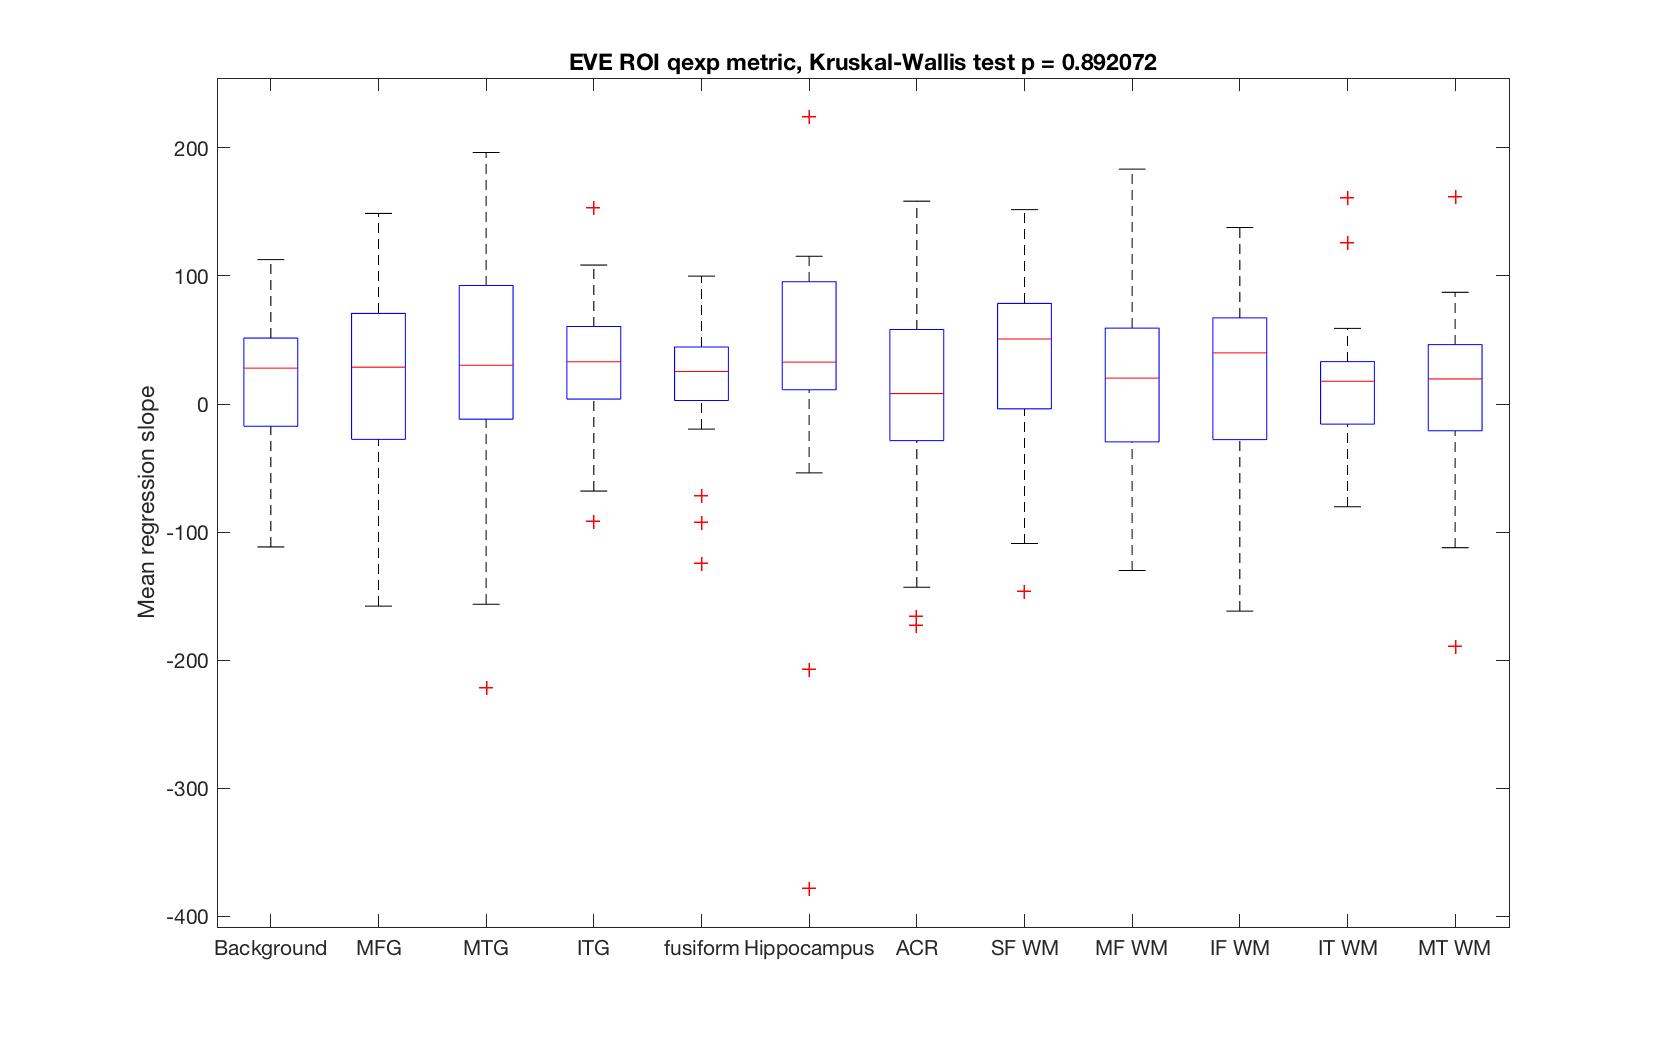 EVE ROI qexp metric, Kruskal-Wallis test p = 0.892072
Mean regression slope
200
100
0
-100
-200
-300
-400
Background MFG MTG ITG fusiform Hippocampus ACR SF WM MF WM IF WM IT WM MT WM